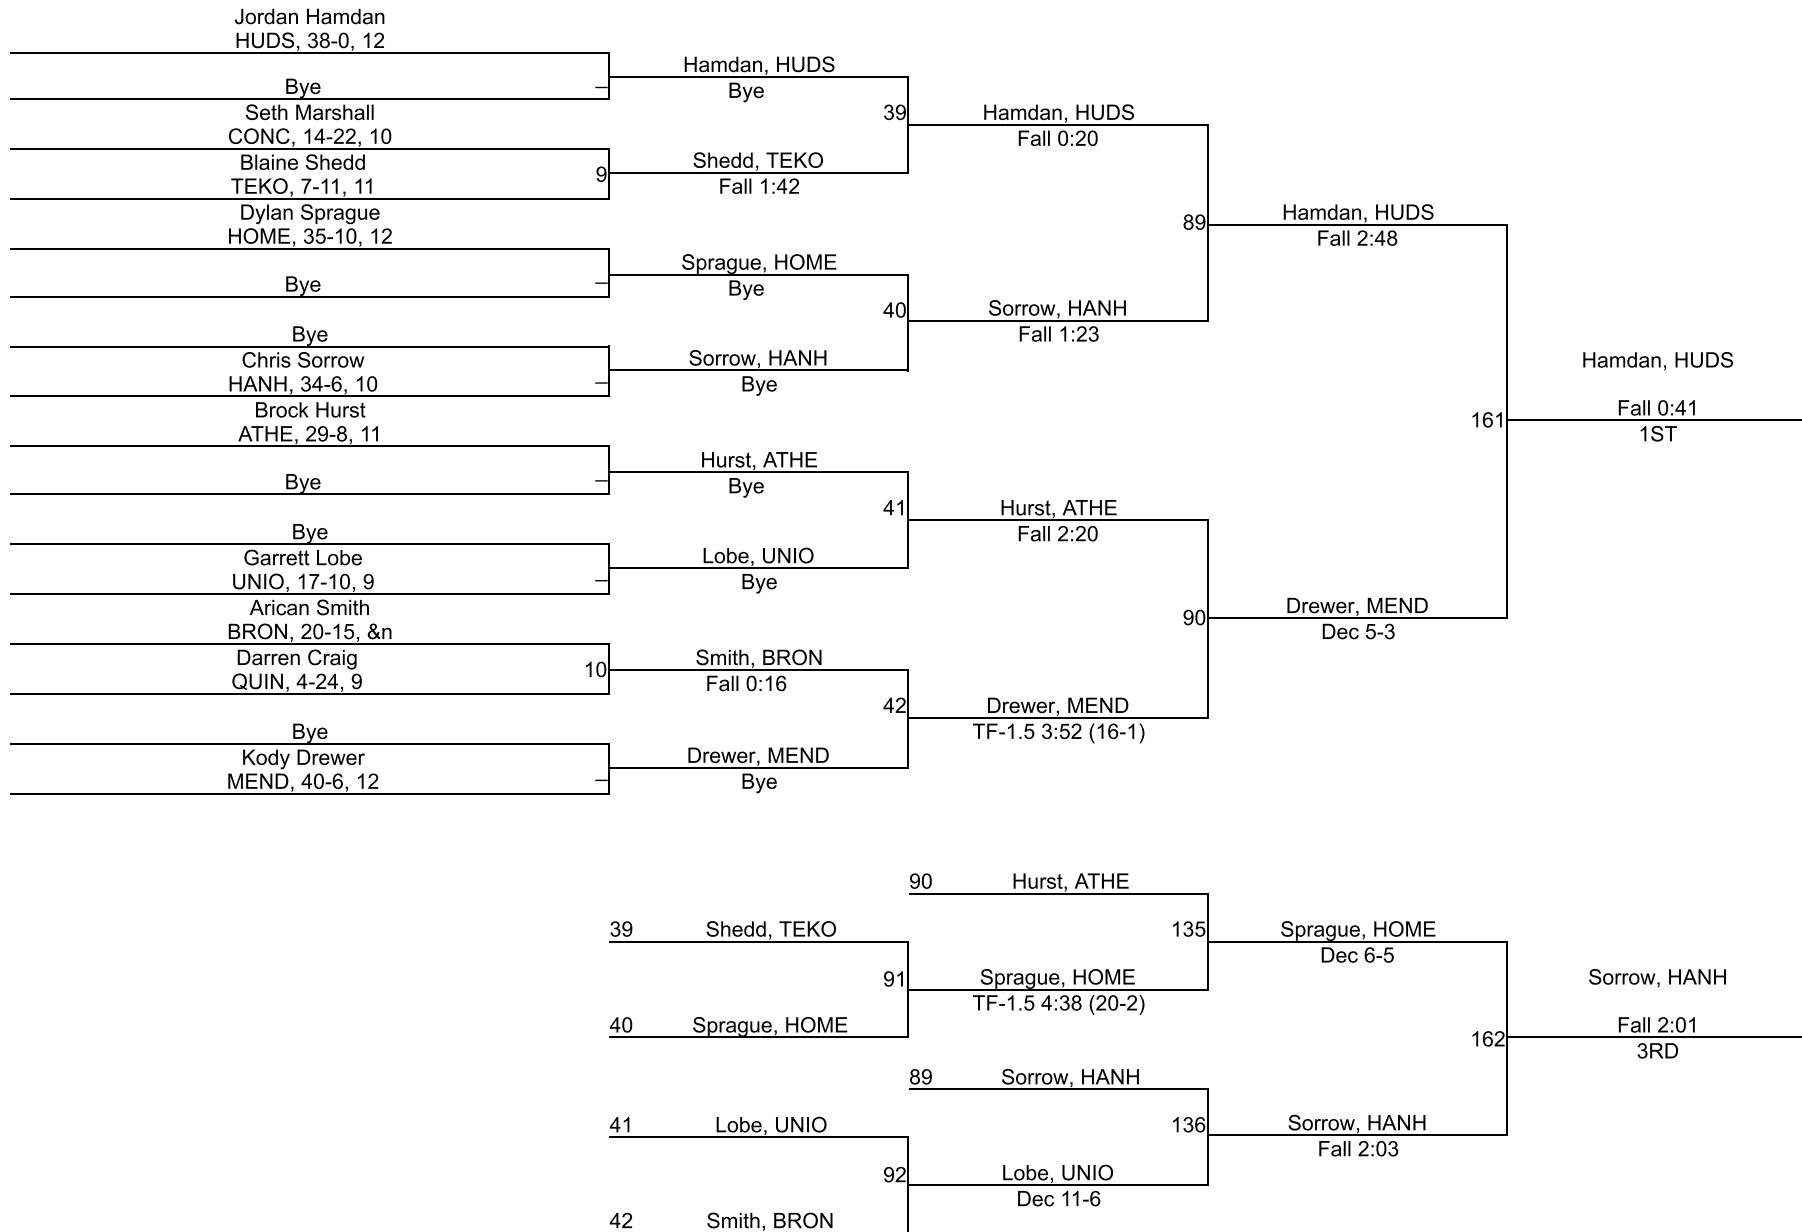 Jordan Hamdan
HUDS, 38-0, 12
Bye
–
Seth Marshall
CONC, 14-22, 10
Blaine Shedd
TEKO, 7-11, 11
9
Dylan Sprague
HOME, 35-10, 12
Bye
–
Bye
Chris Sorrow
HANH, 34-6, 10
–
Brock Hurst
ATHE, 29-8, 11
Bye
–
Bye
Garrett Lobe
UNIO, 17-10, 9
–
Arican Smith
BRON, 20-15, &n
Darren Craig
QUIN, 4-24, 9
10
Bye
Kody Drewer
MEND, 40-6, 12
–
Hamdan, HUDS
Bye
39
Shedd, TEKO
Fall 1:42
Sprague, HOME
Bye
40
Sorrow, HANH
Bye
Hurst, ATHE
Bye
41
Lobe, UNIO
Bye
Smith, BRON
Fall 0:16
42
Drewer, MEND
Bye
Hamdan, HUDS
Fall 0:20
89
Sorrow, HANH
Fall 1:23
Hurst, ATHE
Fall 2:20
90
Drewer, MEND
TF-1.5 3:52 (16-1)
Hamdan, HUDS
Fall 2:48
161
Drewer, MEND
Dec 5-3
Hamdan, HUDS
Fall 0:41
1ST
90 Hurst, ATHE
39 Shedd, TEKO
135
91
Sprague, HOME
TF-1.5 4:38 (20-2)
40 Sprague, HOME
Sprague, HOME
Dec 6-5
89 Sorrow, HANH
41 Lobe, UNIO
136
92
Lobe, UNIO
Dec 11-6
42 Smith, BRON
Sorrow, HANH
Fall 2:03
162
Sorrow, HANH
Fall 2:01
3RD